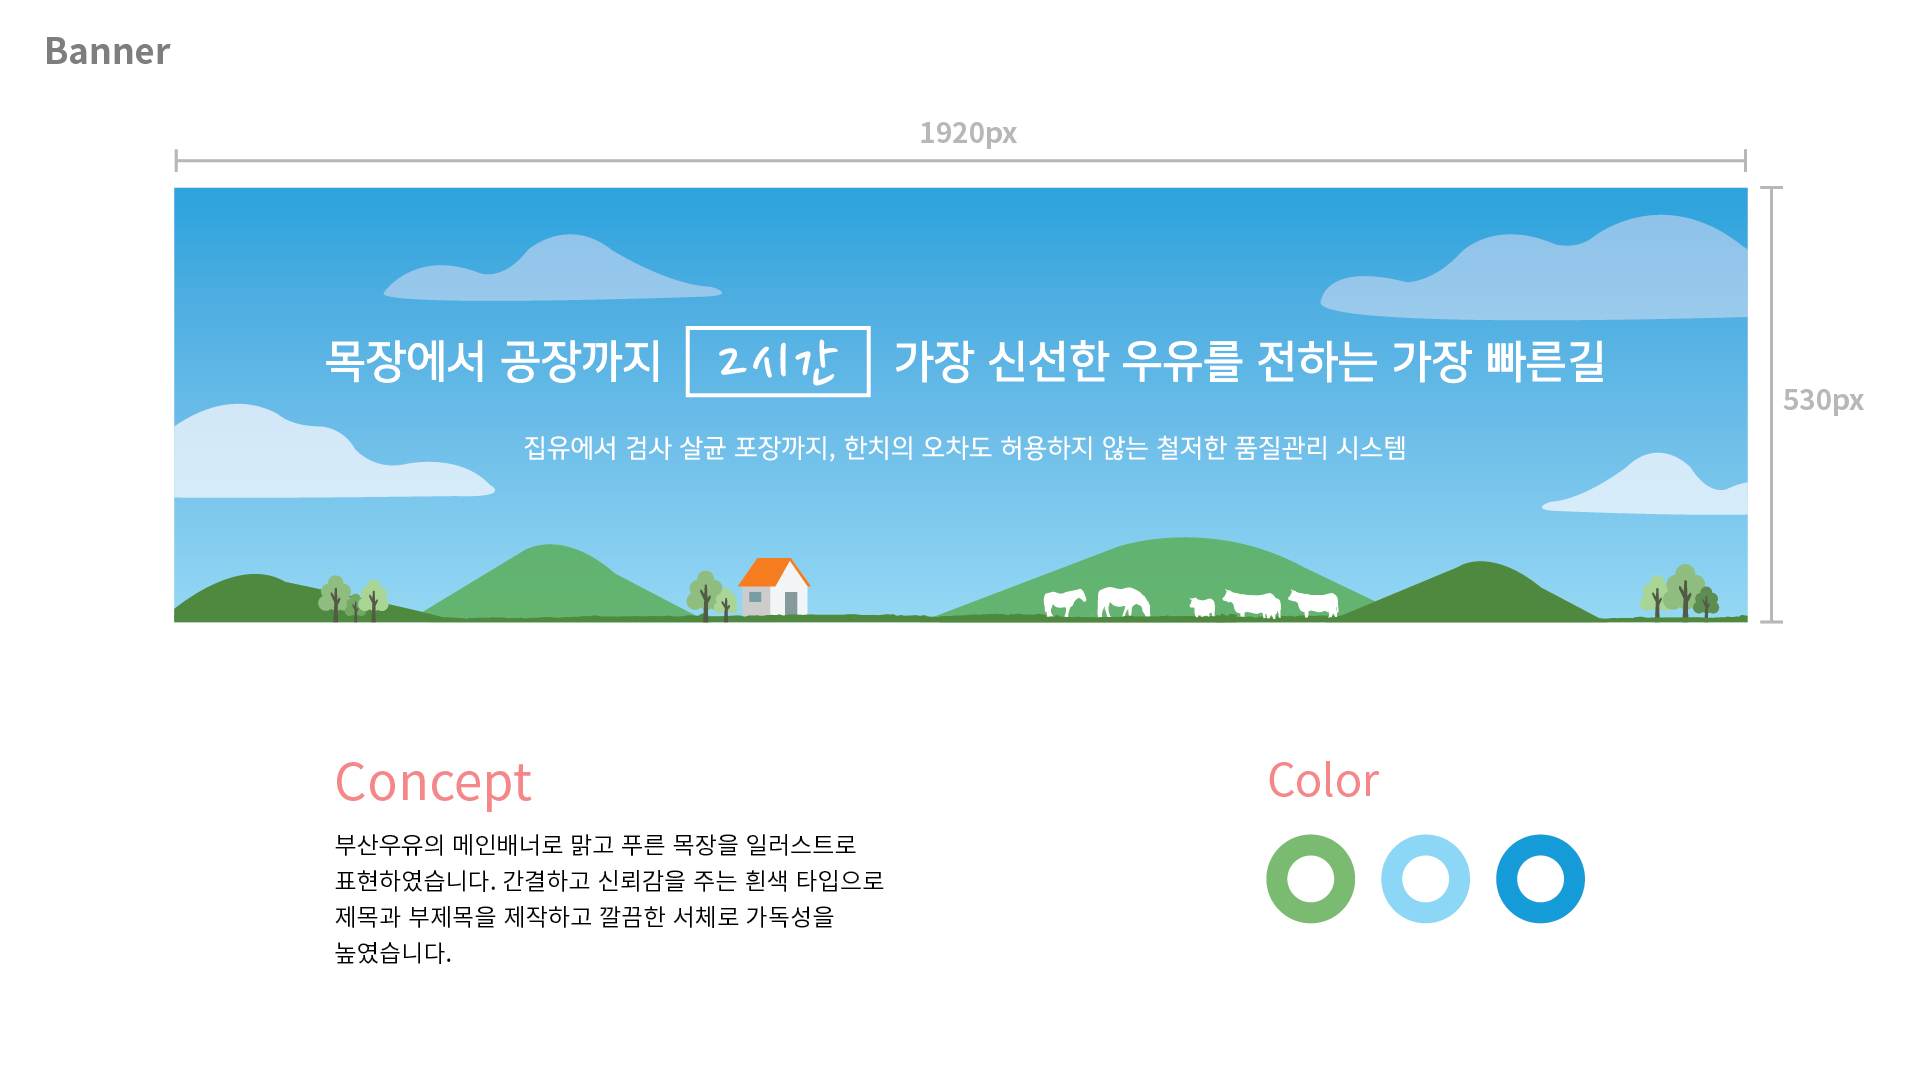 Banner
1920px
530px
목장에서 공장까지 2시간 가장 신선한 우유를 전하는 가장 빠른길
집유에서 검사 살균 포장까지, 한치의 오차도 허용하지 않는 철저한 품질관리 시스템
Concept
부산우유의 메인배너로 맑고 푸른 목장을 일러스트로
표현하였습니다. 간결하고 신뢰감을 주는 흰색 타입으로
제목과 부제목을 제작하고 깔끔한 서체로 가독성을
높였습니다.
Color